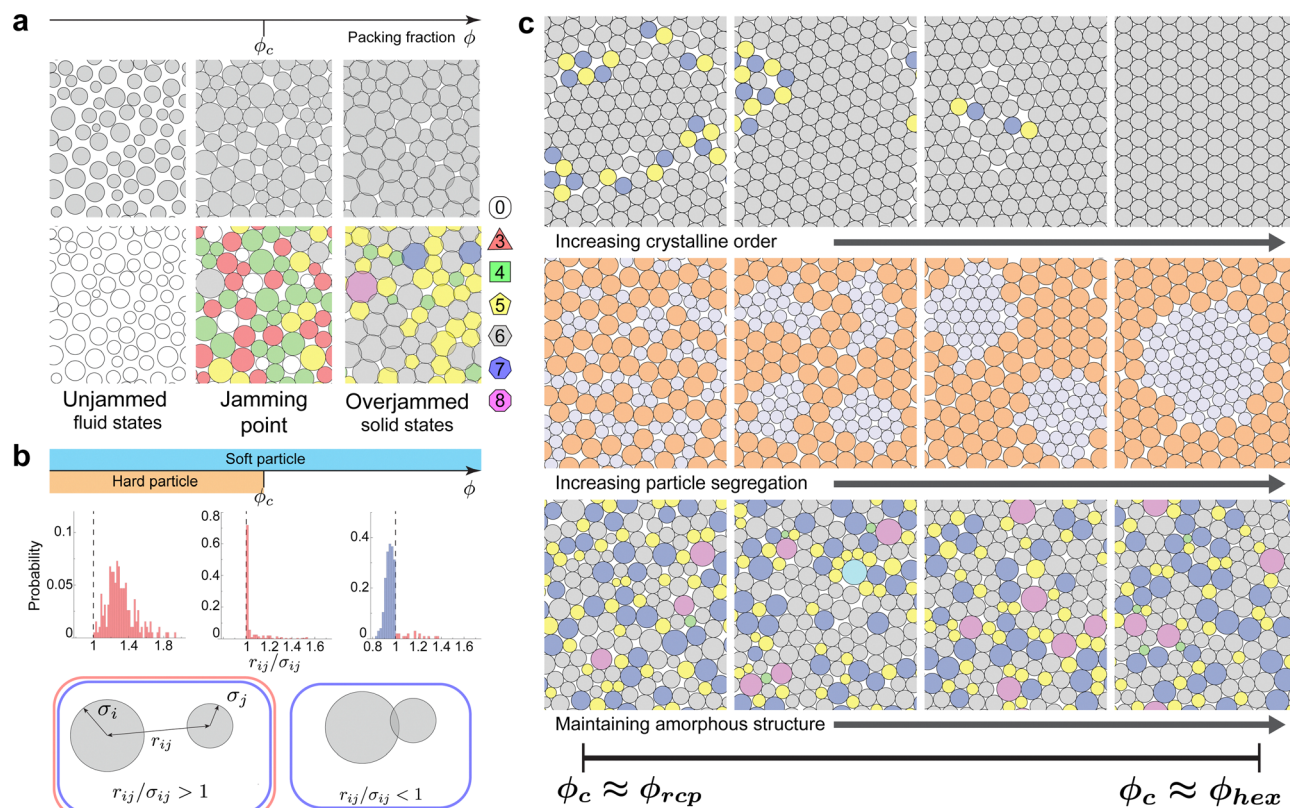 a
ϕc
Packing fraction ϕ
0
3
4
5
6
7
8
Unjammed
fluid states
Jamming
point
Overjammed
solid states
b
Soft particle
Hard particle
ϕc
ϕ
Probability
0.1
0.05
0
1
1.4
1.8
0.8
0.6
0.4
0.2
0
1
1.2
1.4
1.6
0.4
0.2
0
0.8
1
1.2
1.4
1.6
rij/σij
σi
σj
rij
rij/σij > 1
rij/σij < 1
c
Increasing crystalline order
Increasing particle segregation
Maintaining amorphous structure
ϕc ≈ ϕrcp
ϕc ≈ ϕhex